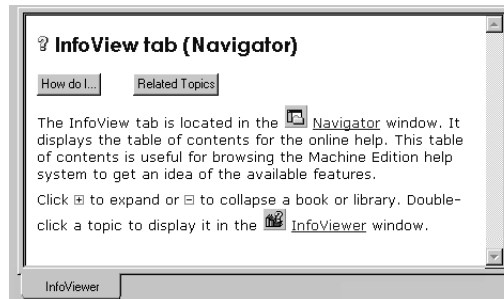 ? InfoView tab (Navigator)
How do I... Related Topics
The InfoView tab is located in the Navigator window. It
displays the table of contents for the online help. This table
of contents is useful for browsing the Machine Edition help
system to get an idea of the available features.
Click + to expand or - to collapse a book or library. Double-
click a topic to display it in the InfoViewer window.
InfoViewer